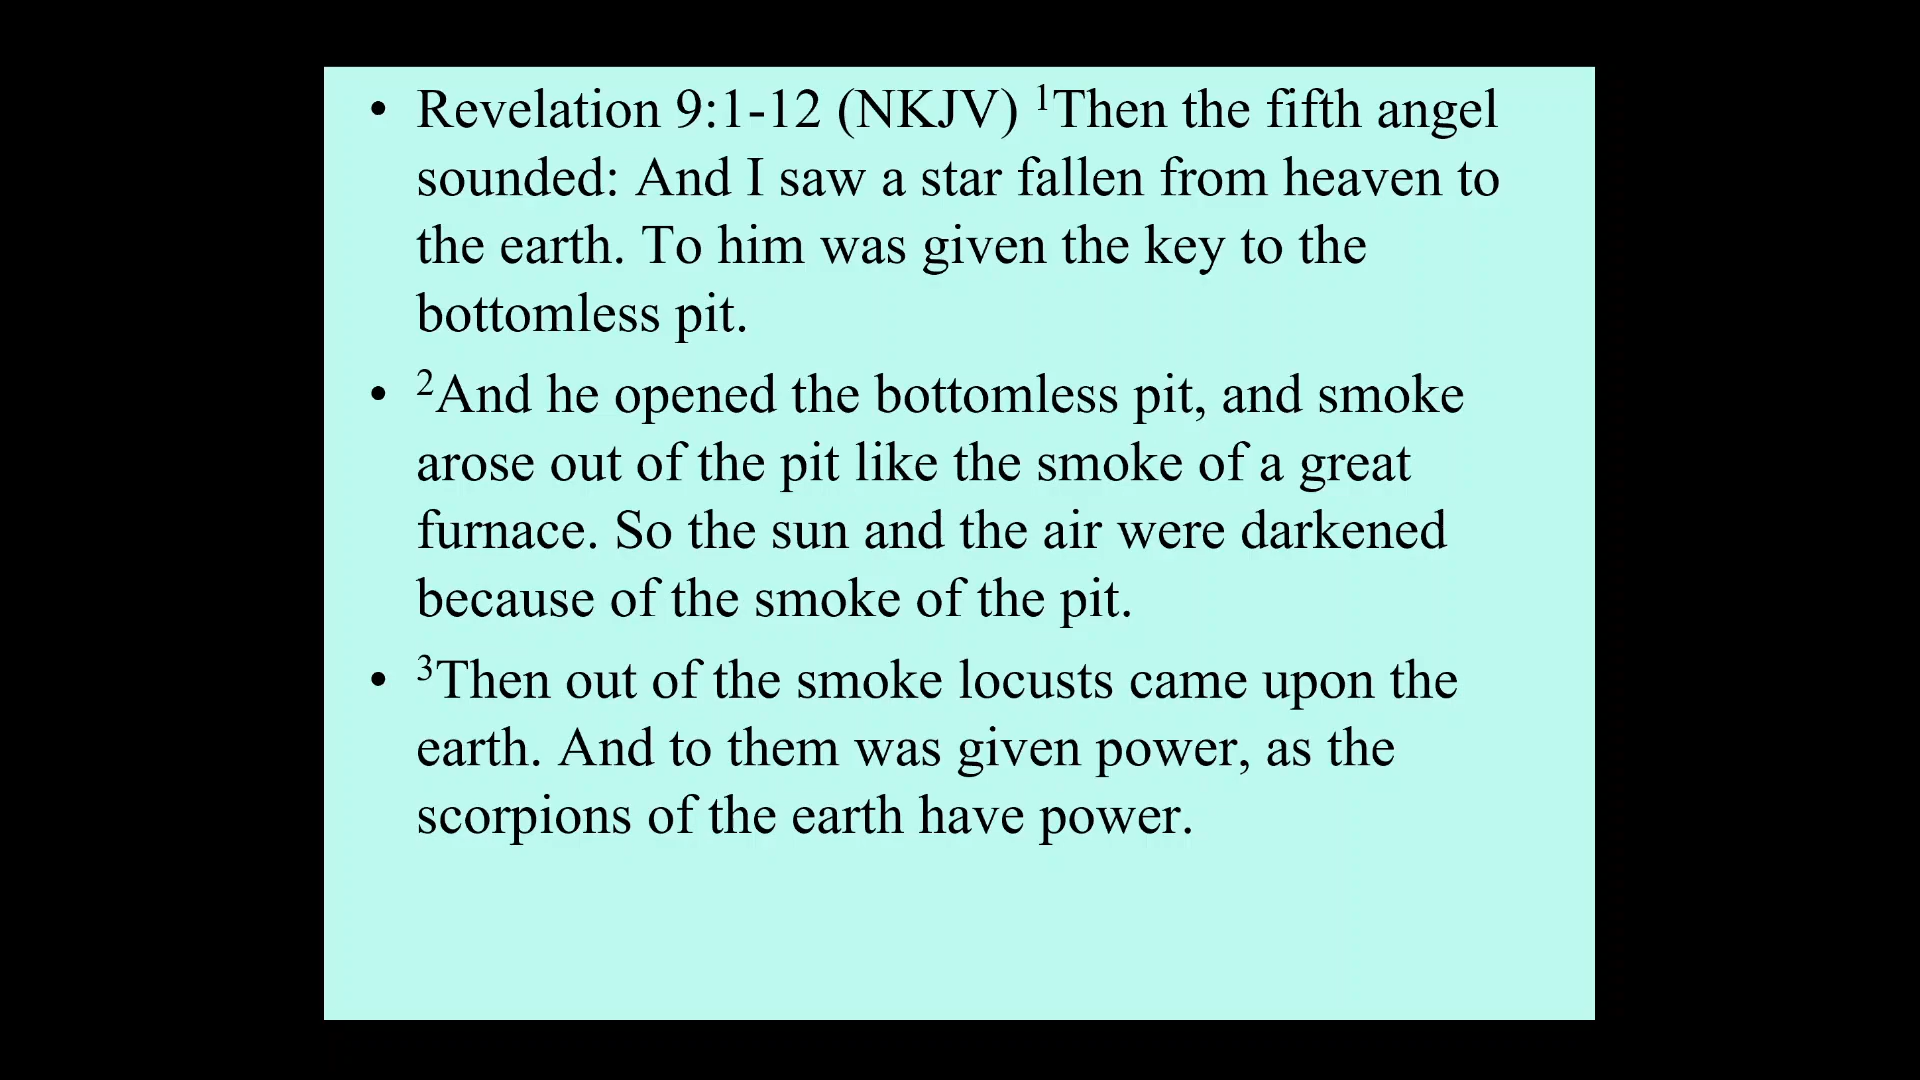 • Revelation 9:1-12 (NKJV) ¹Then the fifth angel
sounded: And I saw a star fallen from heaven to
the earth. To him was given the key to the
bottomless pit.
• ²And he opened the bottomless pit, and smoke
arose out of the pit like the smoke of a great
furnace. So the sun and the air were darkened
because of the smoke of the pit.
• ³Then out of the smoke locusts came upon the
earth. And to them was given power, as the
scorpions of the earth have power.